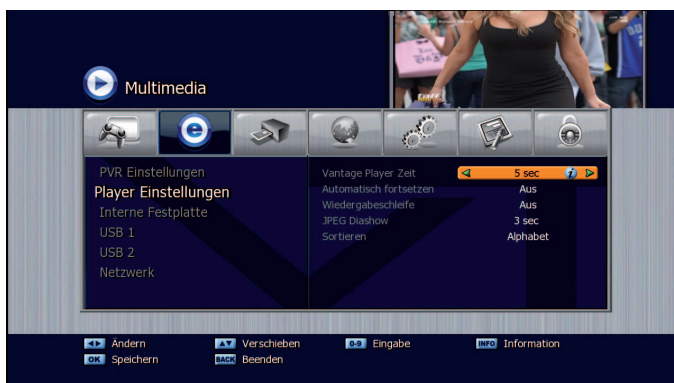 Multimedia
PVR Einstellungen
Player Einstellungen
Interne Festplatte
USB 1
USB 2
Netzwerk
Vantage Player Zeit 5 sec
Automatisch fortsetzen Aus
Wiedergabeschleife Aus
JPEG Diashow 3 sec
Sortieren Alphabet
Ändern
▲▼ Verschieben
0-9 Eingabe
INFO Information
OK Speichern
BACK Beenden